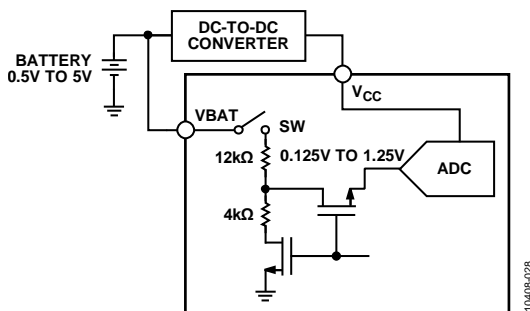 DC-TO-DC
CONVERTER
BATTERY
0.5V TO 5V
VCC
VBAT
SW
12kΩ
0.125V TO 1.25V
ADC
4kΩ
10408-028